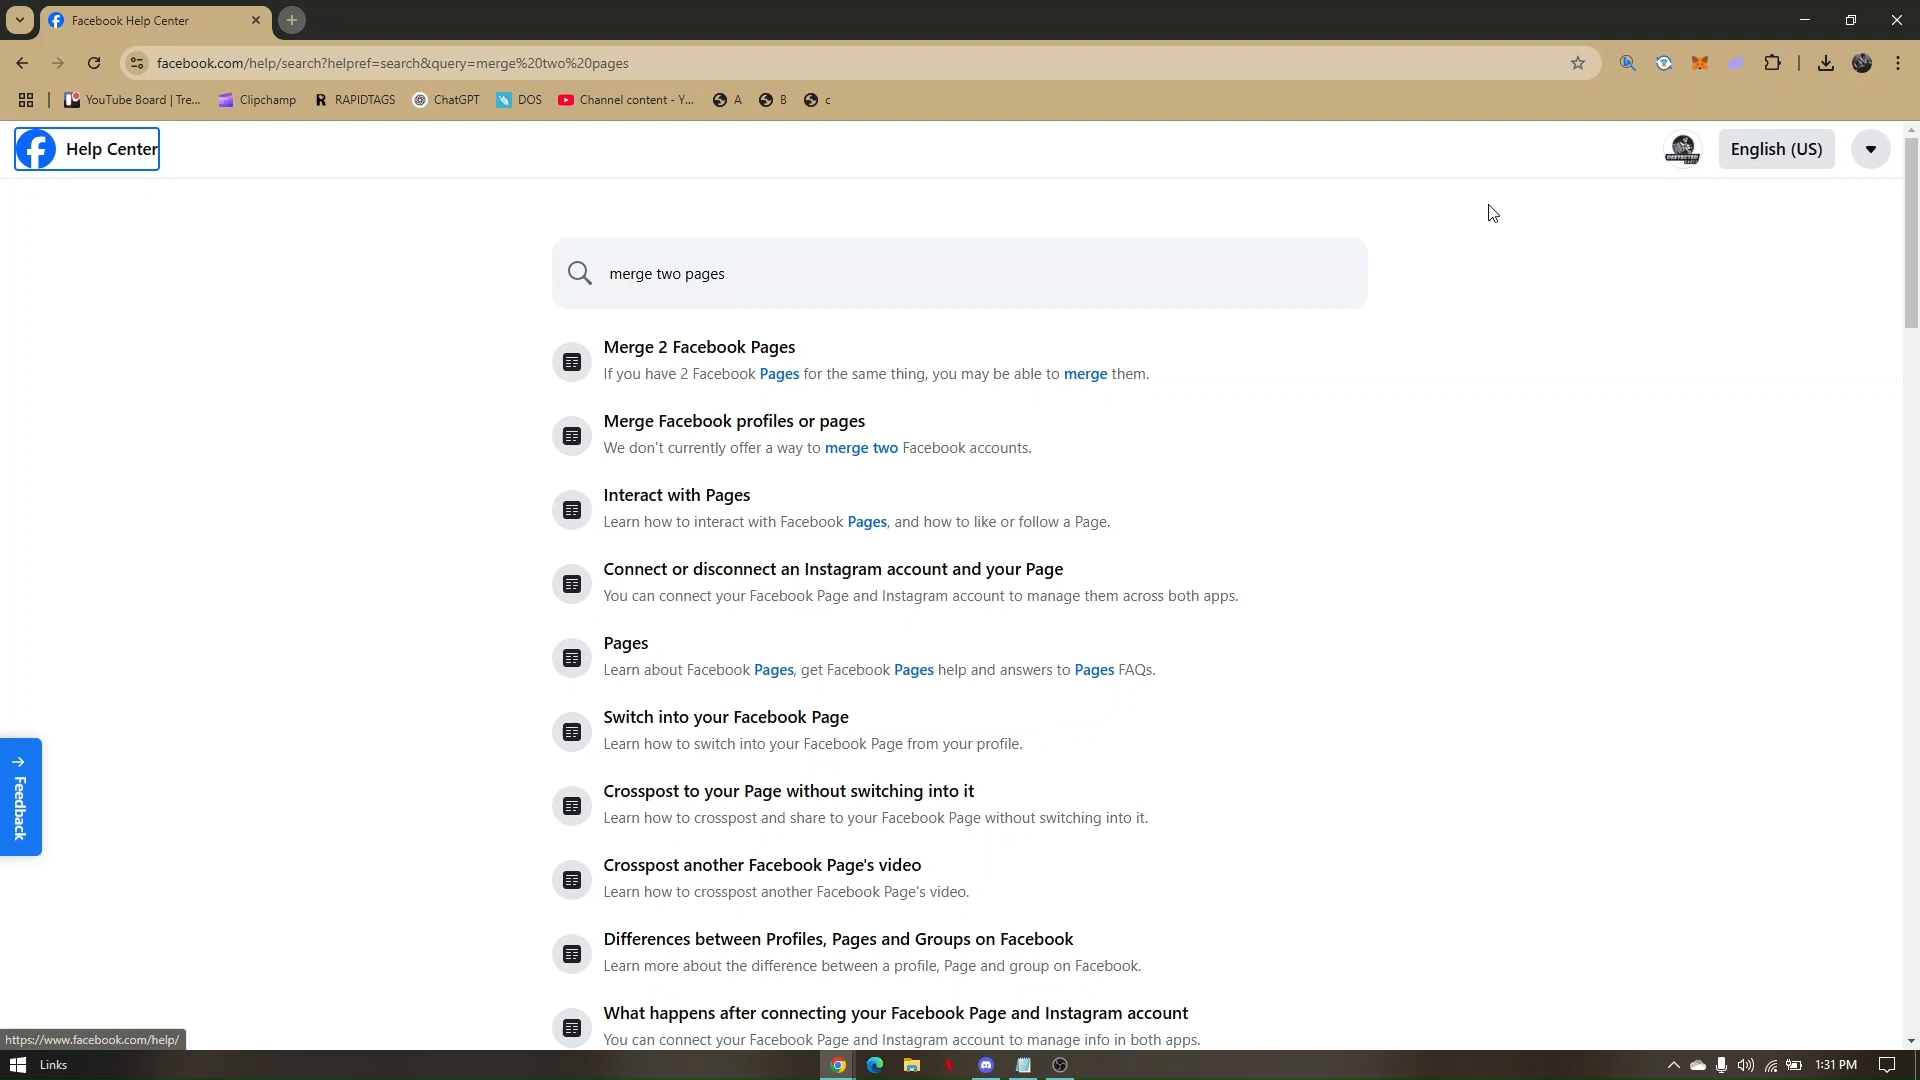 Facebook Help Center
facebook.com/help/search?helpref=search&query=merge%20two%20pages
YouTube Board | Tre...
Clipchamp
RAPIDTAGS
ChatGPT
DOS
Channel content - Y...
A
B
c
Help Center
English (US)
merge two pages
Merge 2 Facebook Pages
If you have 2 Facebook Pages for the same thing, you may be able to merge them.
Merge Facebook profiles or pages
We don't currently offer a way to merge two Facebook accounts.
Interact with Pages
Learn how to interact with Facebook Pages, and how to like or follow a Page.
Connect or disconnect an Instagram account and your Page
You can connect your Facebook Page and Instagram account to manage them across both apps.
Pages
Learn about Facebook Pages, get Facebook Pages help and answers to Pages FAQs.
Switch into your Facebook Page
Learn how to switch into your Facebook Page from your profile.
Crosspost to your Page without switching into it
Learn how to crosspost and share to your Facebook Page without switching into it.
Feedback
Crosspost another Facebook Page's video
Learn how to crosspost another Facebook Page's video.
Differences between Profiles, Pages and Groups on Facebook
Learn more about the difference between a profile, Page and group on Facebook.
What happens after connecting your Facebook Page and Instagram account
You can connect your Facebook Page and Instagram account to manage info in both apps.
https://www.facebook.com/help/
Links
1:31 PM